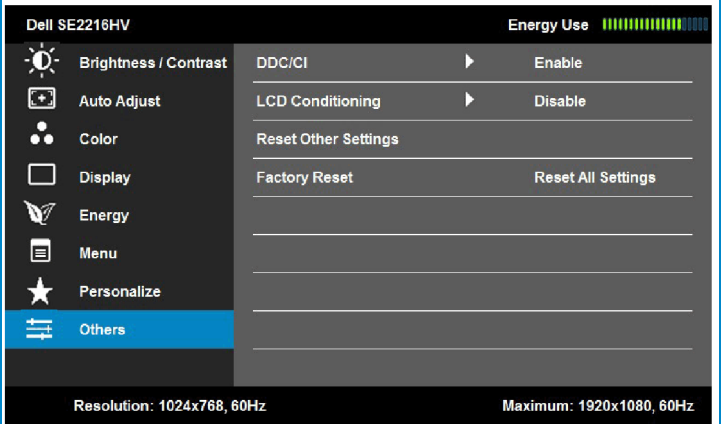 Dell SE2216HV Energy Use
Brightness / Contrast DDC/CI Enable
Auto Adjust LCD Conditioning Disable
Color Reset Other Settings
Display Factory Reset Reset All Settings
Energy
Menu
Personalize
Others
Resolution: 1024x768, 60Hz Maximum: 1920x1080, 60Hz